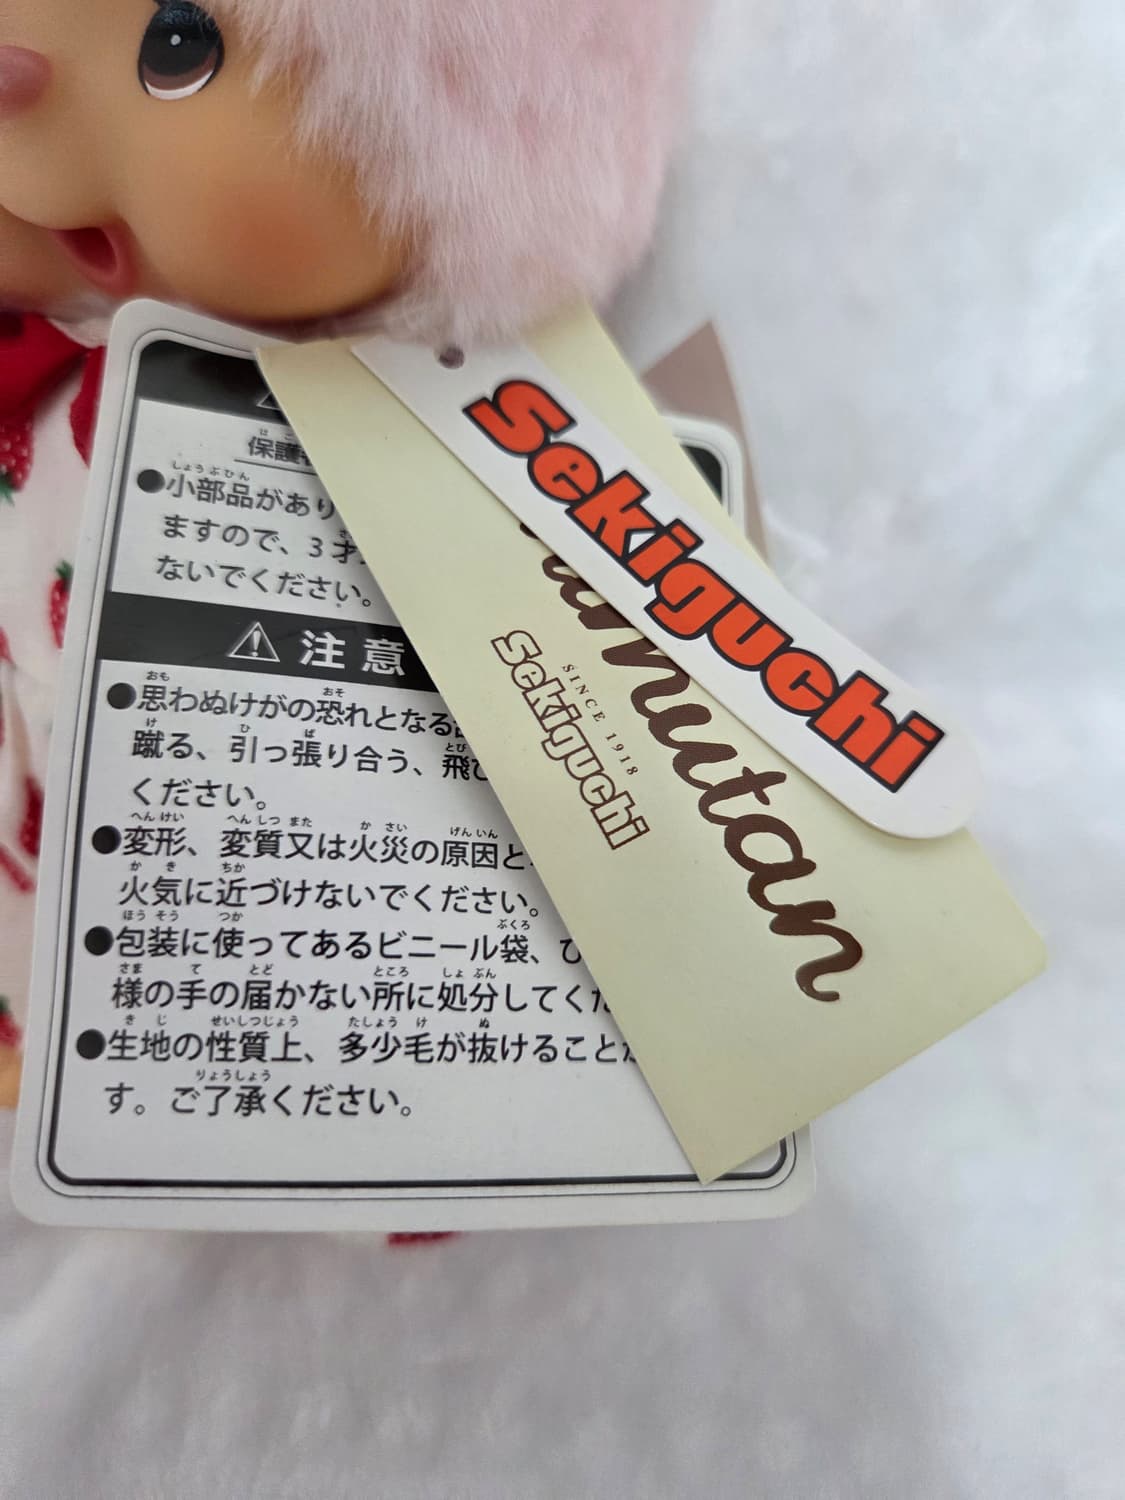 保護
小部品があり
ますので、3才
ないでください。
⚠注意
思わぬけがの恐れとなる
蹴る、引っ張り合う、飛び
ください。
変形、変質又は火災の原因と
火気に近づけないでください。
包装に使ってあるビニール袋、ひ
様の手の届かない所に処分してくだ
生地の性質上、多少毛が抜けること
す。ご了承ください。
Sekiguchi
SINCE 1918
Sekiguchi